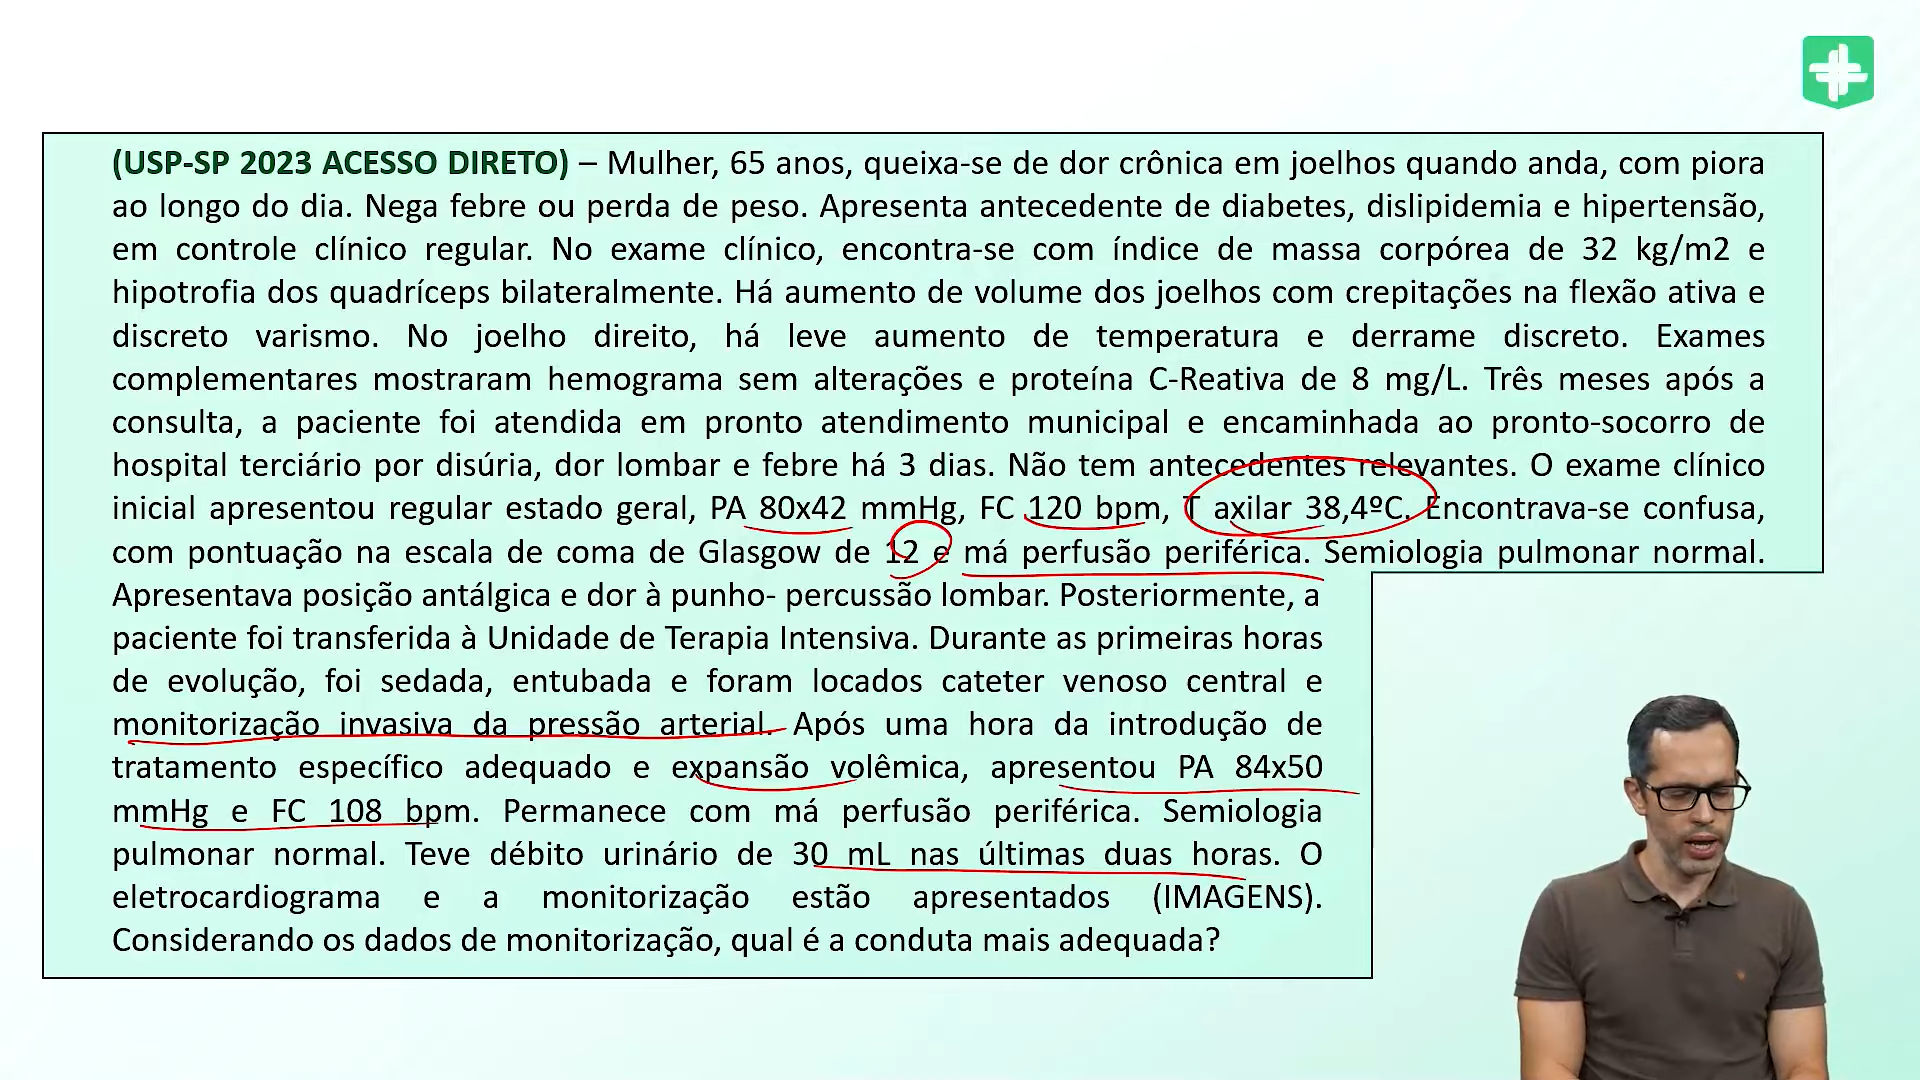 (USP-SP 2023 ACESSO DIRETO) – Mulher, 65 anos, queixa-se de dor crônica em joelhos quando anda, com piora
ao longo do dia. Nega febre ou perda de peso. Apresenta antecedente de diabetes, dislipidemia e hipertensão,
em controle clínico regular. No exame clínico, encontra-se com índice de massa corpórea de 32 kg/m2 e
hipotrofia dos quadríceps bilateralmente. Há aumento de volume dos joelhos com crepitações na flexão ativa e
discreto varismo. No joelho direito, há leve aumento de temperatura e derrame discreto. Exames
complementares mostraram hemograma sem alterações e proteína C-Reativa de 8 mg/L. Três meses após a
consulta, a paciente foi atendida em pronto atendimento municipal e encaminhada ao pronto-socorro de
hospital terciário por disúria, dor lombar e febre há 3 dias. Não tem antecedentes relevantes. O exame clínico
inicial apresentou regular estado geral, PA 80x42 mmHg, FC 120 bpm, T axilar 38,4ºC. Encontrava-se confusa,
com pontuação na escala de coma de Glasgow de 12 e má perfusão periférica. Semiologia pulmonar normal.
Apresentava posição antálgica e dor à punho- percussão lombar. Posteriormente, a
paciente foi transferida à Unidade de Terapia Intensiva. Durante as primeiras horas
de evolução, foi sedada, entubada e foram locados cateter venoso central e
monitorização invasiva da pressão arterial. Após uma hora da introdução de
tratamento específico adequado e expansão volêmica, apresentou PA 84x50
mmHg e FC 108 bpm. Permanece com má perfusão periférica. Semiologia
pulmonar normal. Teve débito urinário de 30 mL nas últimas duas horas. O
eletrocardiograma e a monitorização estão apresentados (IMAGENS).
Considerando os dados de monitorização, qual é a conduta mais adequada?